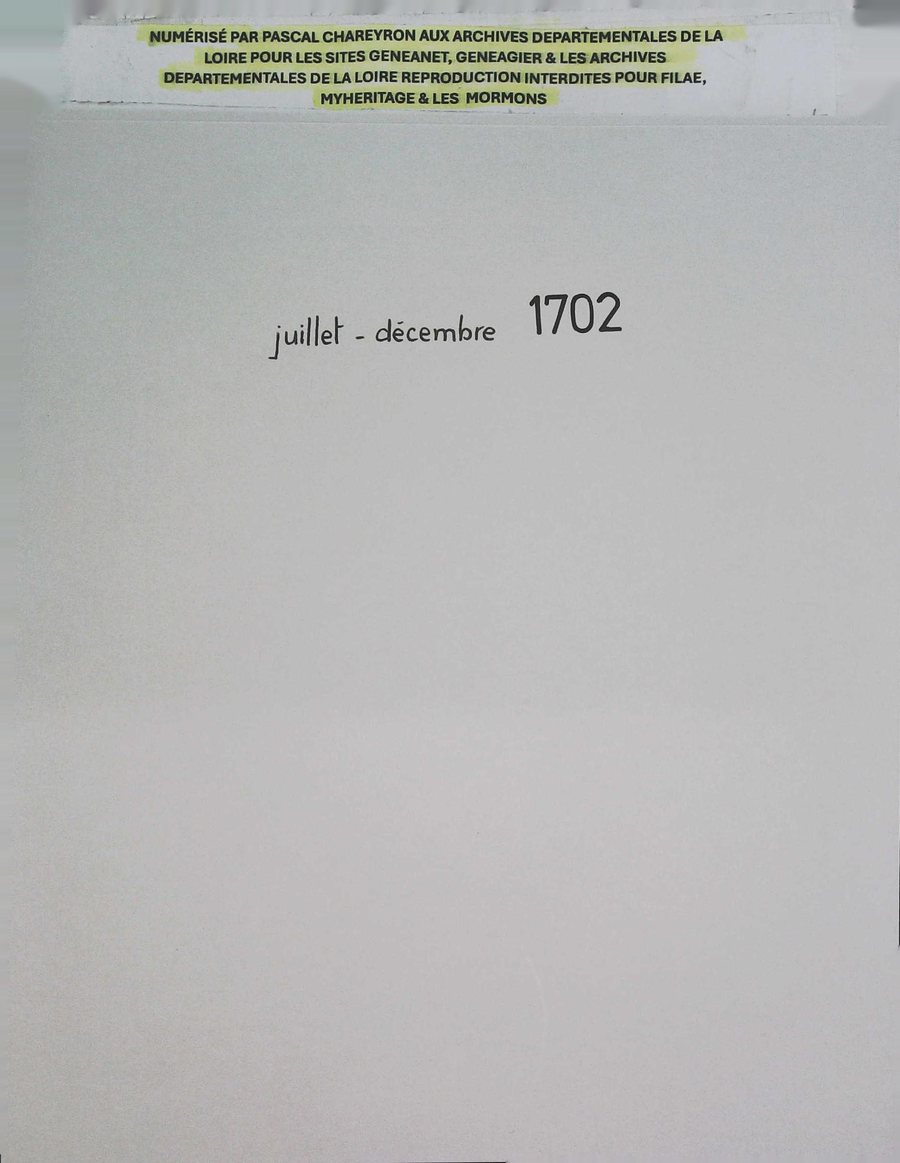 NUMÉRISÉ PAR PASCAL CHAREYRON AUX ARCHIVES DEPARTEMENTALES DE LA
LOIRE POUR LES SITES GENEANET, GENEAGIER & LES ARCHIVES
DEPARTEMENTALES DE LA LOIRE REPRODUCTION INTERDITES POUR FILAE,
MYHERITAGE & LES MORMONS
juillet - décembre 1702